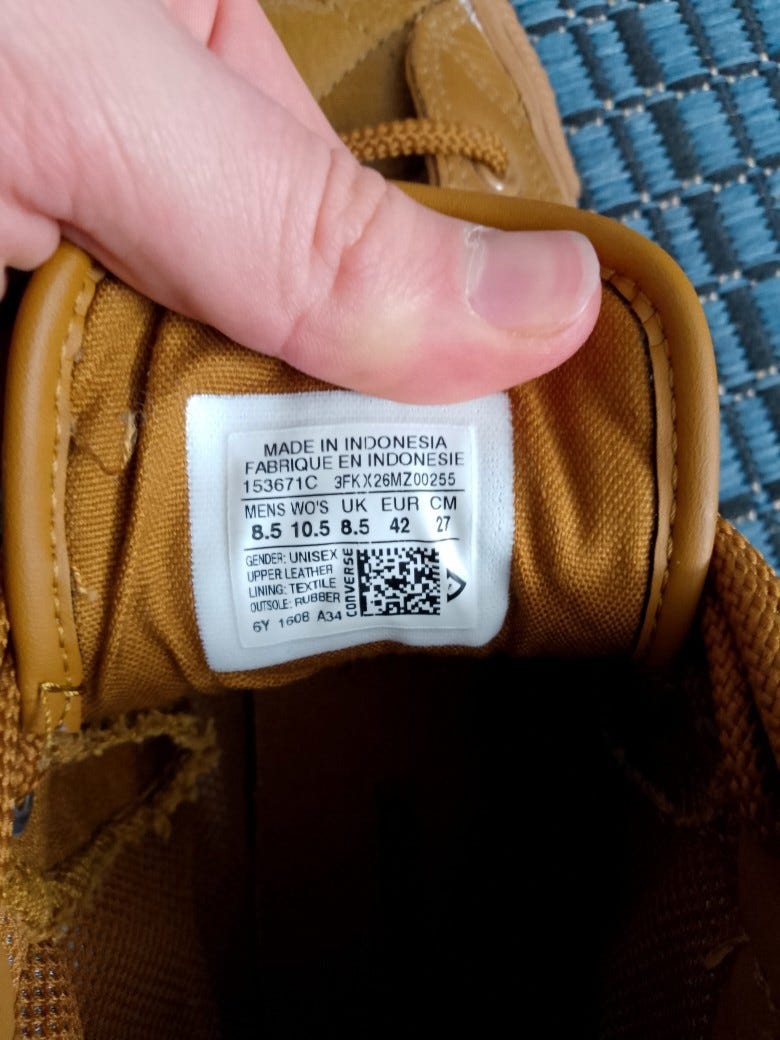 MADE IN INDONESIA
FABRIQUE EN INDONESIE
153671C 3FKX26MZ00255
MENS WO'S UK EUR CM
8.5 10.5 8.5 42 27
GENDER: UNISEX
UPPER LEATHER
LINING: TEXTILE
OUTSOLE: RUBBER
CONVERSE
6Y 1608 A34